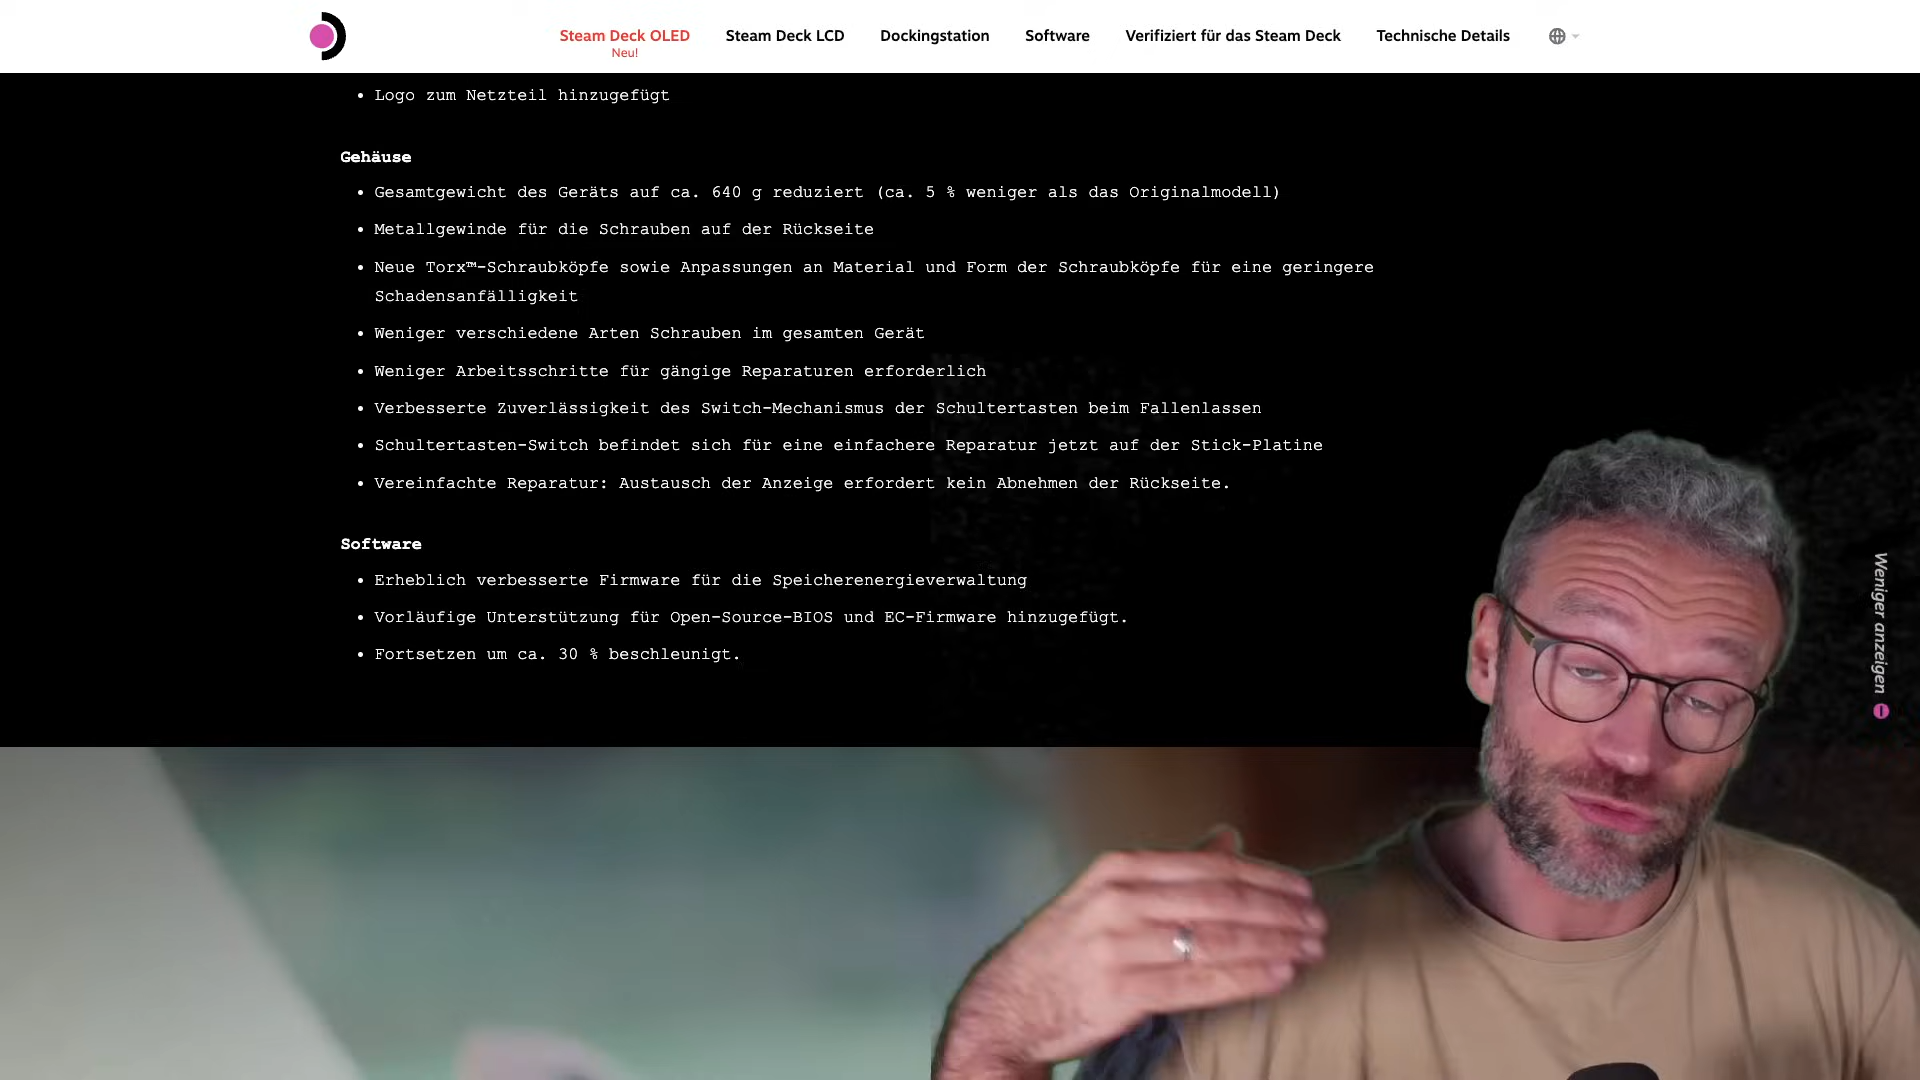 Steam Deck OLED
Neu!
Steam Deck LCD
Dockingstation
Software
Verifiziert für das Steam Deck
Technische Details
• Logo zum Netzteil hinzugefügt
Gehäuse
• Gesamtgewicht des Geräts auf ca. 640 g reduziert (ca. 5 % weniger als das Originalmodell)
• Metallgewinde für die Schrauben auf der Rückseite
• Neue Torx™-Schraubköpfe sowie Anpassungen an Material und Form der Schraubköpfe für eine geringere
Schadensanfälligkeit
• Weniger verschiedene Arten Schrauben im gesamten Gerät
• Weniger Arbeitsschritte für gängige Reparaturen erforderlich
• Verbesserte Zuverlässigkeit des Switch-Mechanismus der Schultertasten beim Fallenlassen
• Schultertasten-Switch befindet sich für eine einfachere Reparatur jetzt auf der Stick-Platine
• Vereinfachte Reparatur: Austausch der Anzeige erfordert kein Abnehmen der Rückseite.
Software
• Erheblich verbesserte Firmware für die Speicherenergieverwaltung
• Vorläufige Unterstützung für Open-Source-BIOS und EC-Firmware hinzugefügt.
• Fortsetzen um ca. 30 % beschleunigt.
Weniger anzeigen